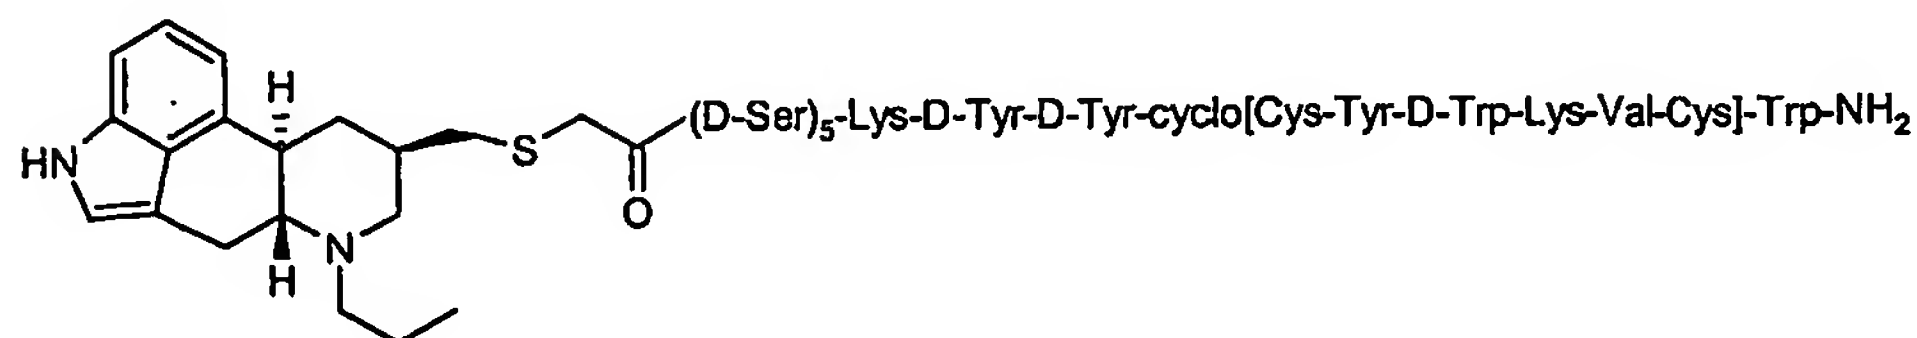 H
(D-Ser)5-Lys-D-Tyr-D-Tyr-cyclo[Cys-Tyr-D-Trp-Lys-Val-Cys]-Trp-NH2
S
HN
O
N
H